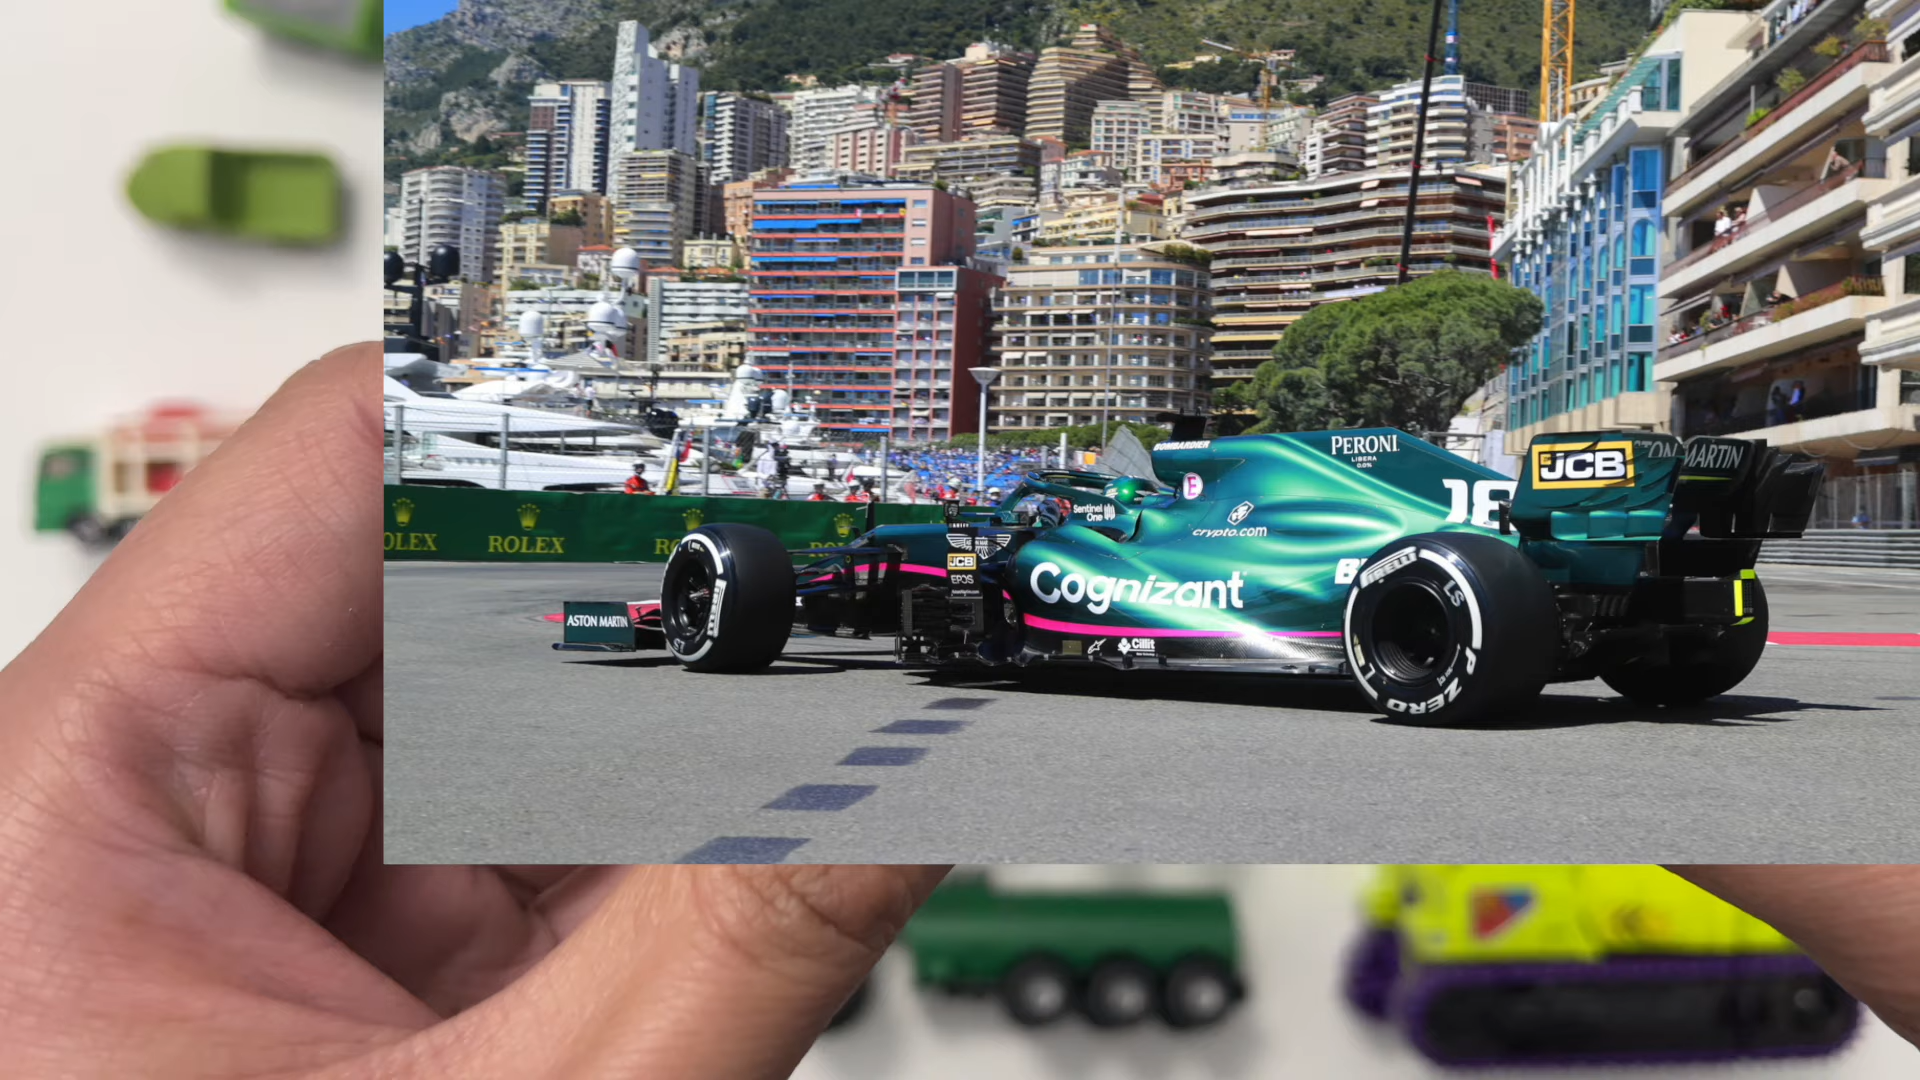 BOMBARDIER
PERONI
LIBERA
0.0%
JCB
ASTON MARTIN
E
18
Sentinel
One
crypto.com
ROLEX
ROLEX
JCB
EPOS
Cognizant
PIRELLI
P ZERO
ASTON MARTIN
Cillit